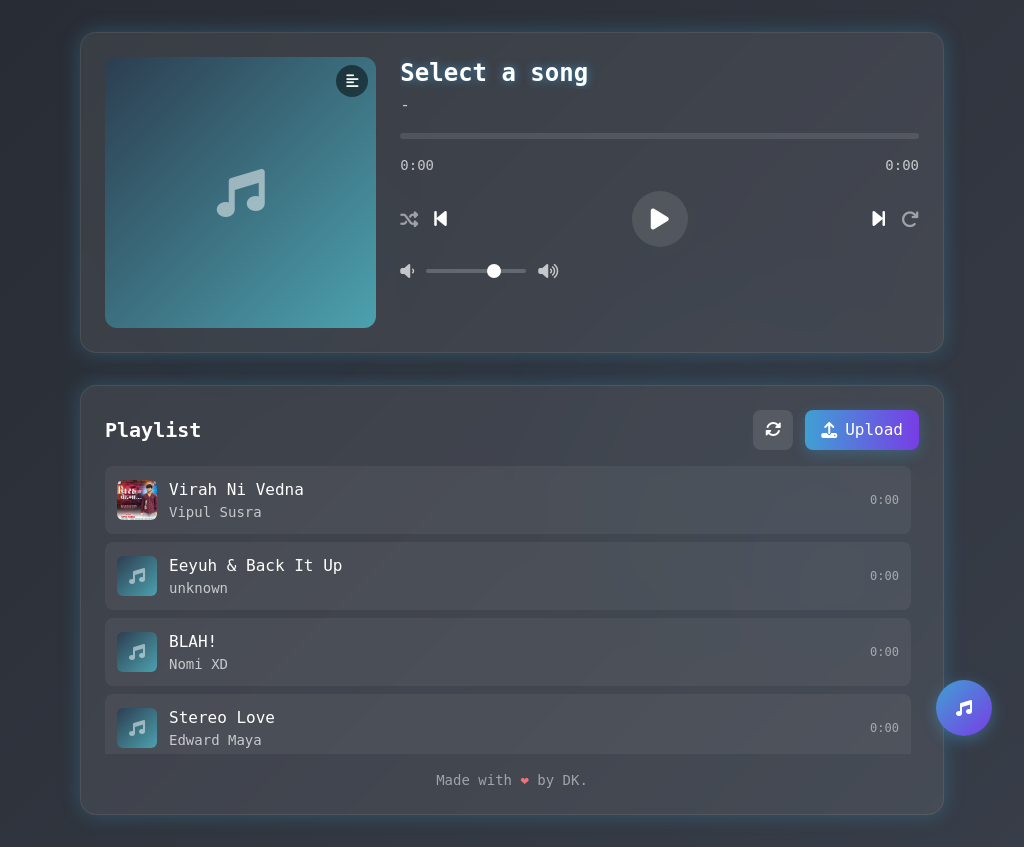 Select a song
-
0:00 0:00
Playlist
Upload
Virah Ni Vedna
Vipul Susra
0:00
Eeyuh & Back It Up
unknown
0:00
BLAH!
Nomi XD
0:00
Stereo Love
Edward Maya
0:00
Made with ❤ by DK.